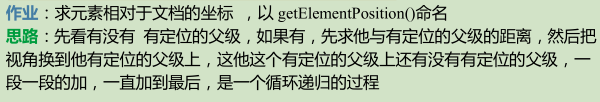 作业：求元素相对于文档的坐标 ，以 getElementPosition()命名
思路：先看有没有 有定位的父级，如果有，先求他与有定位的父级的距离，然后把
视角换到他有定位的父级上，这他这个有定位的父级上还有没有有定位的父级，一
段一段的加，一直加到最后，是一个循环递归的过程